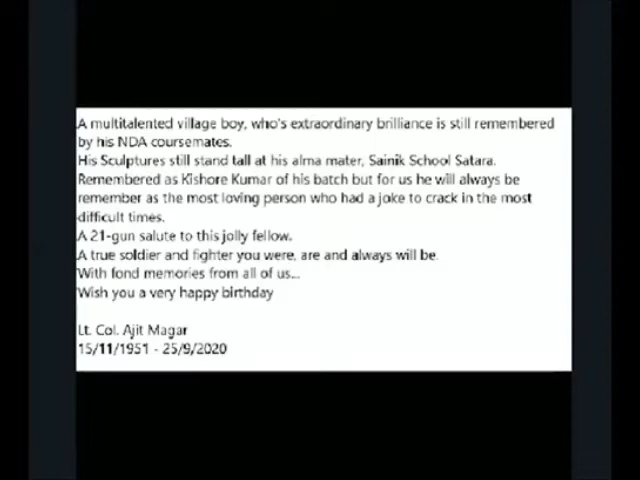 A multitalented village boy, who's extraordinary brilliance is still remembered
by his NDA coursemates.
His Sculptures still stand tall at his alma mater, Sainik School Satara.
Remembered as Kishore Kumar of his batch but for us he will always be
remember as the most loving person who had a joke to crack in the most
difficult times.
A 21-gun salute to this jolly fellow.
A true soldier and fighter you were, are and always will be.
With fond memories from all of us...
Wish you a very happy birthday
Lt. Col. Ajit Magar
15/11/1951 - 25/9/2020